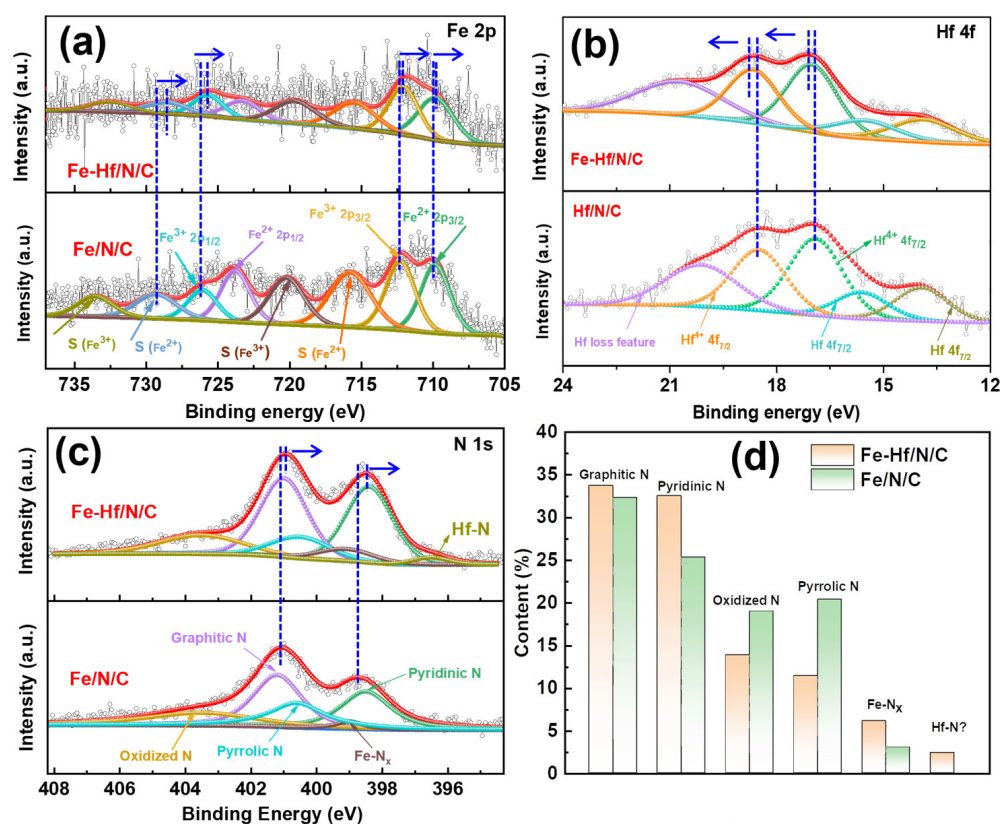 (a)
Fe 2p
Fe-Hf/N/C
Fe/N/C
Fe³⁺ 2p₁/₂
Fe²⁺ 2p₁/₂
Fe³⁺ 2p₃/₂
Fe²⁺ 2p₃/₂
S (Fe³⁺)
S (Fe²⁺)
S (Fe³⁺)
S (Fe²⁺)
Intensity (a.u.)
Intensity (a.u.)
735 730 725 720 715 710 705
Binding energy (eV)
(b)
Hf 4f
Fe-Hf/N/C
Hf/N/C
Hf⁴⁺ 4f₇/₂
Hf loss feature
Hf⁴⁺ 4f₇/₂
Hf 4f₇/₂
Hf 4f₇/₂
Intensity (a.u.)
Intensity (a.u.)
24 21 18 15 12
Binding energy (eV)
(c)
N 1s
Fe-Hf/N/C
Hf-N
Fe/N/C
Graphitic N
Pyridinic N
Oxidized N
Pyrrolic N
Fe-Nₓ
Intensity (a.u.)
Intensity (a.u.)
408 406 404 402 400 398 396
Binding Energy (eV)
(d)
Fe-Hf/N/C
Fe/N/C
Graphitic N
Pyridinic N
Oxidized N
Pyrrolic N
Fe-N_X
Hf-N?
Content (%)
40
35
30
25
20
15
10
5
0